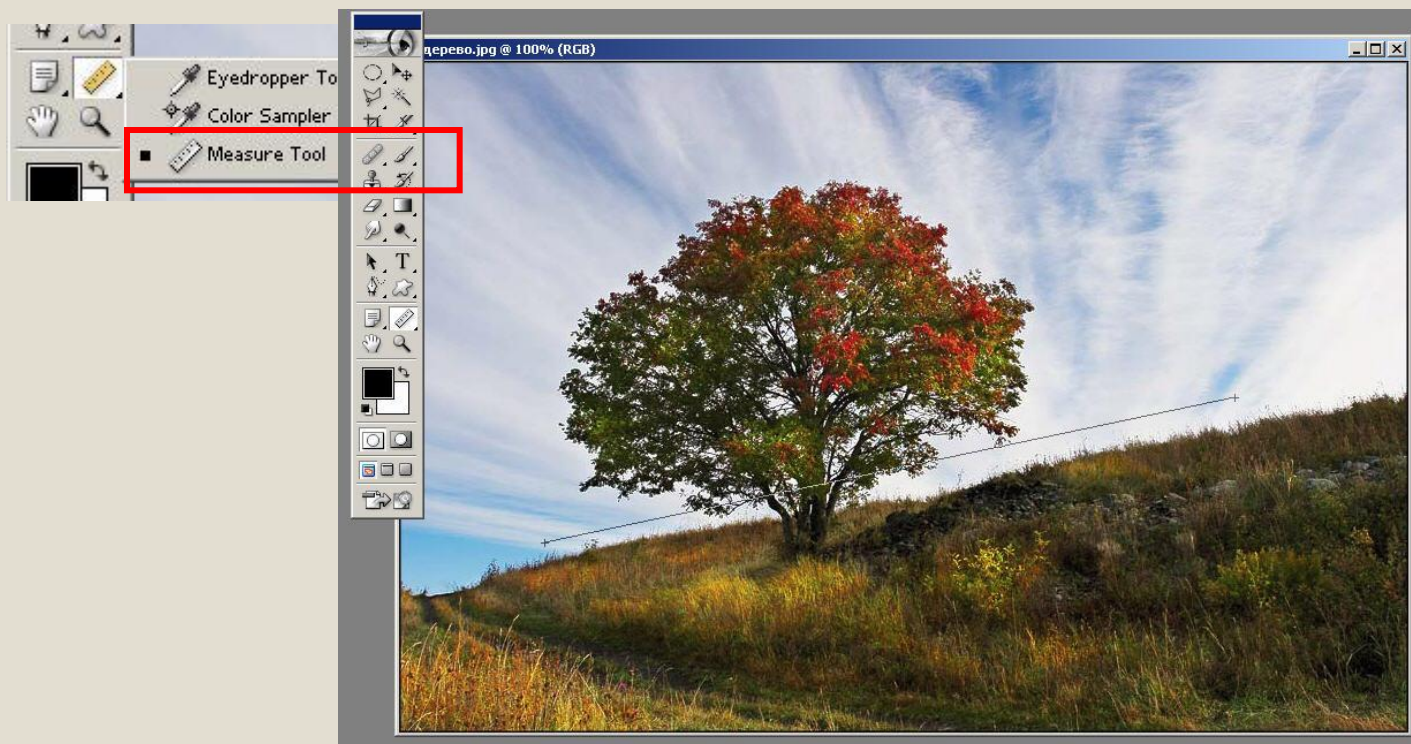 Eyedropper To
Color Sampler
Measure Tool
дерево.jpg @ 100% (RGB)
T